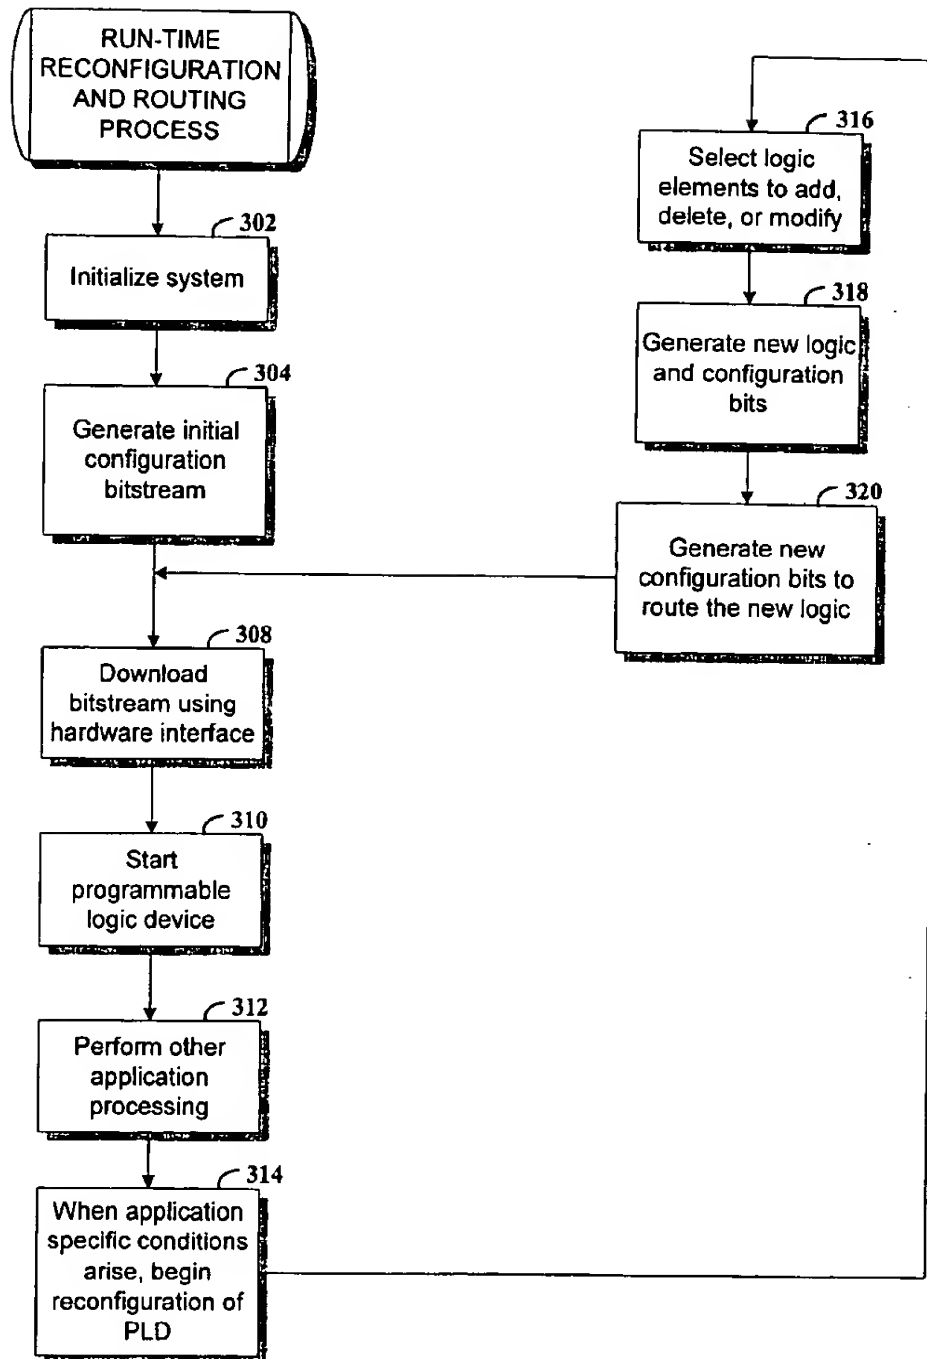 RUN-TIME
RECONFIGURATION
AND ROUTING
PROCESS
302
Initialize system
304
Generate initial
configuration
bitstream
308
Download
bitstream using
hardware interface
310
Start
programmable
logic device
312
Perform other
application
processing
314
When application
specific conditions
arise, begin
reconfiguration of
PLD
316
Select logic
elements to add,
delete, or modify
318
Generate new logic
and configuration
bits
320
Generate new
configuration bits to
route the new logic